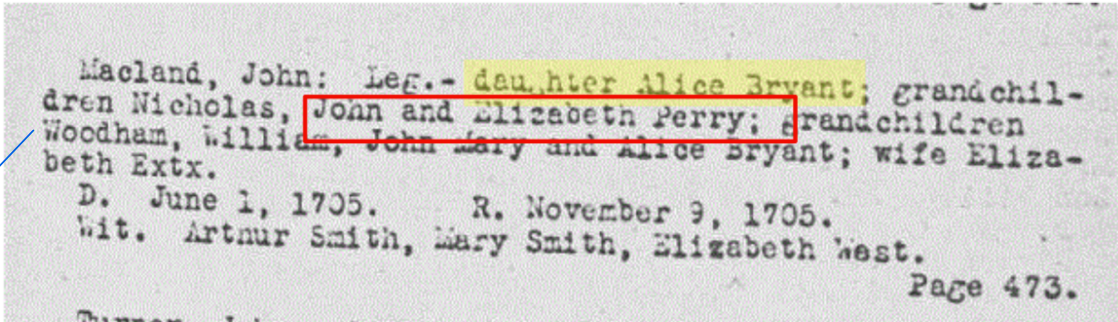 Macland, John: Leg.- daughter Alice Bryant; grandchil-
dren Nicholas, John and Elizabeth Perry; grandchildren
Woodham, William, John Mary and Alice Bryant; wife Eliza-
beth Extx.
D. June 1, 1705. R. November 9, 1705.
Wit. Arthur Smith, Mary Smith, Elizabeth West.
Page 473.